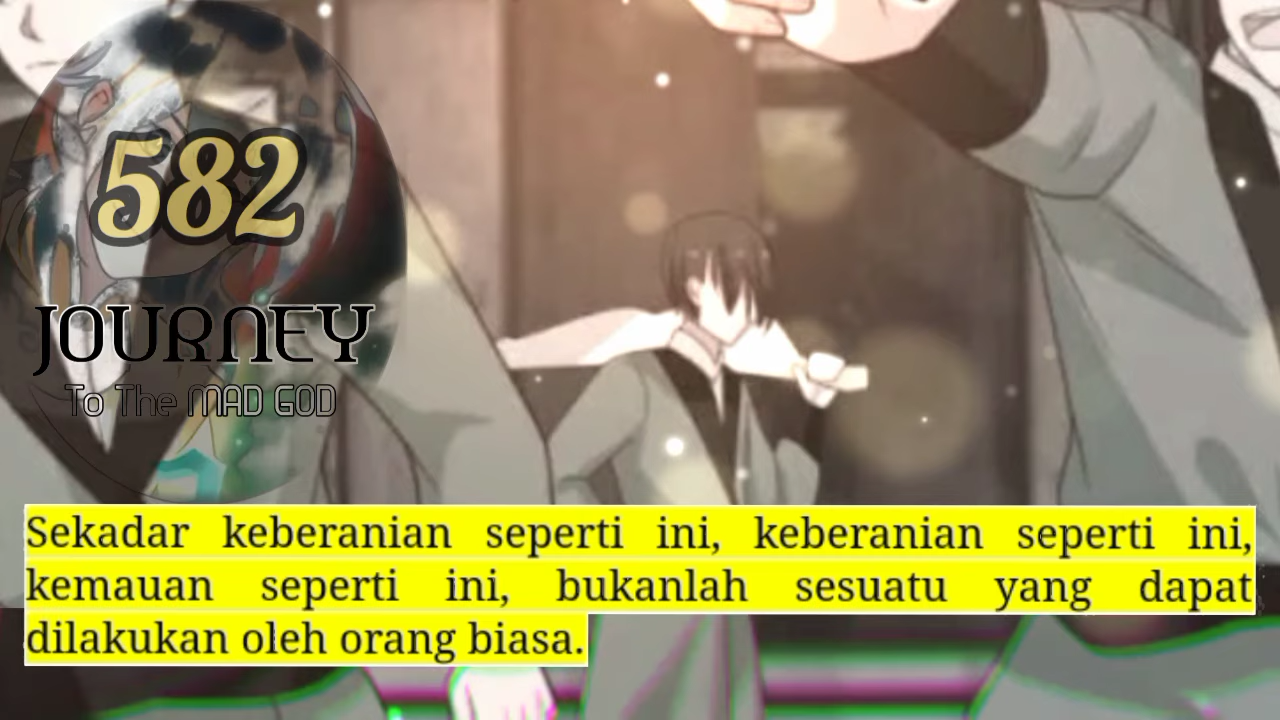 582
JOURNEY
To The MAD GOD
Sekadar keberanian seperti ini, keberanian seperti ini,
kemauan seperti ini, bukanlah sesuatu yang dapat
dilakukan oleh orang biasa.